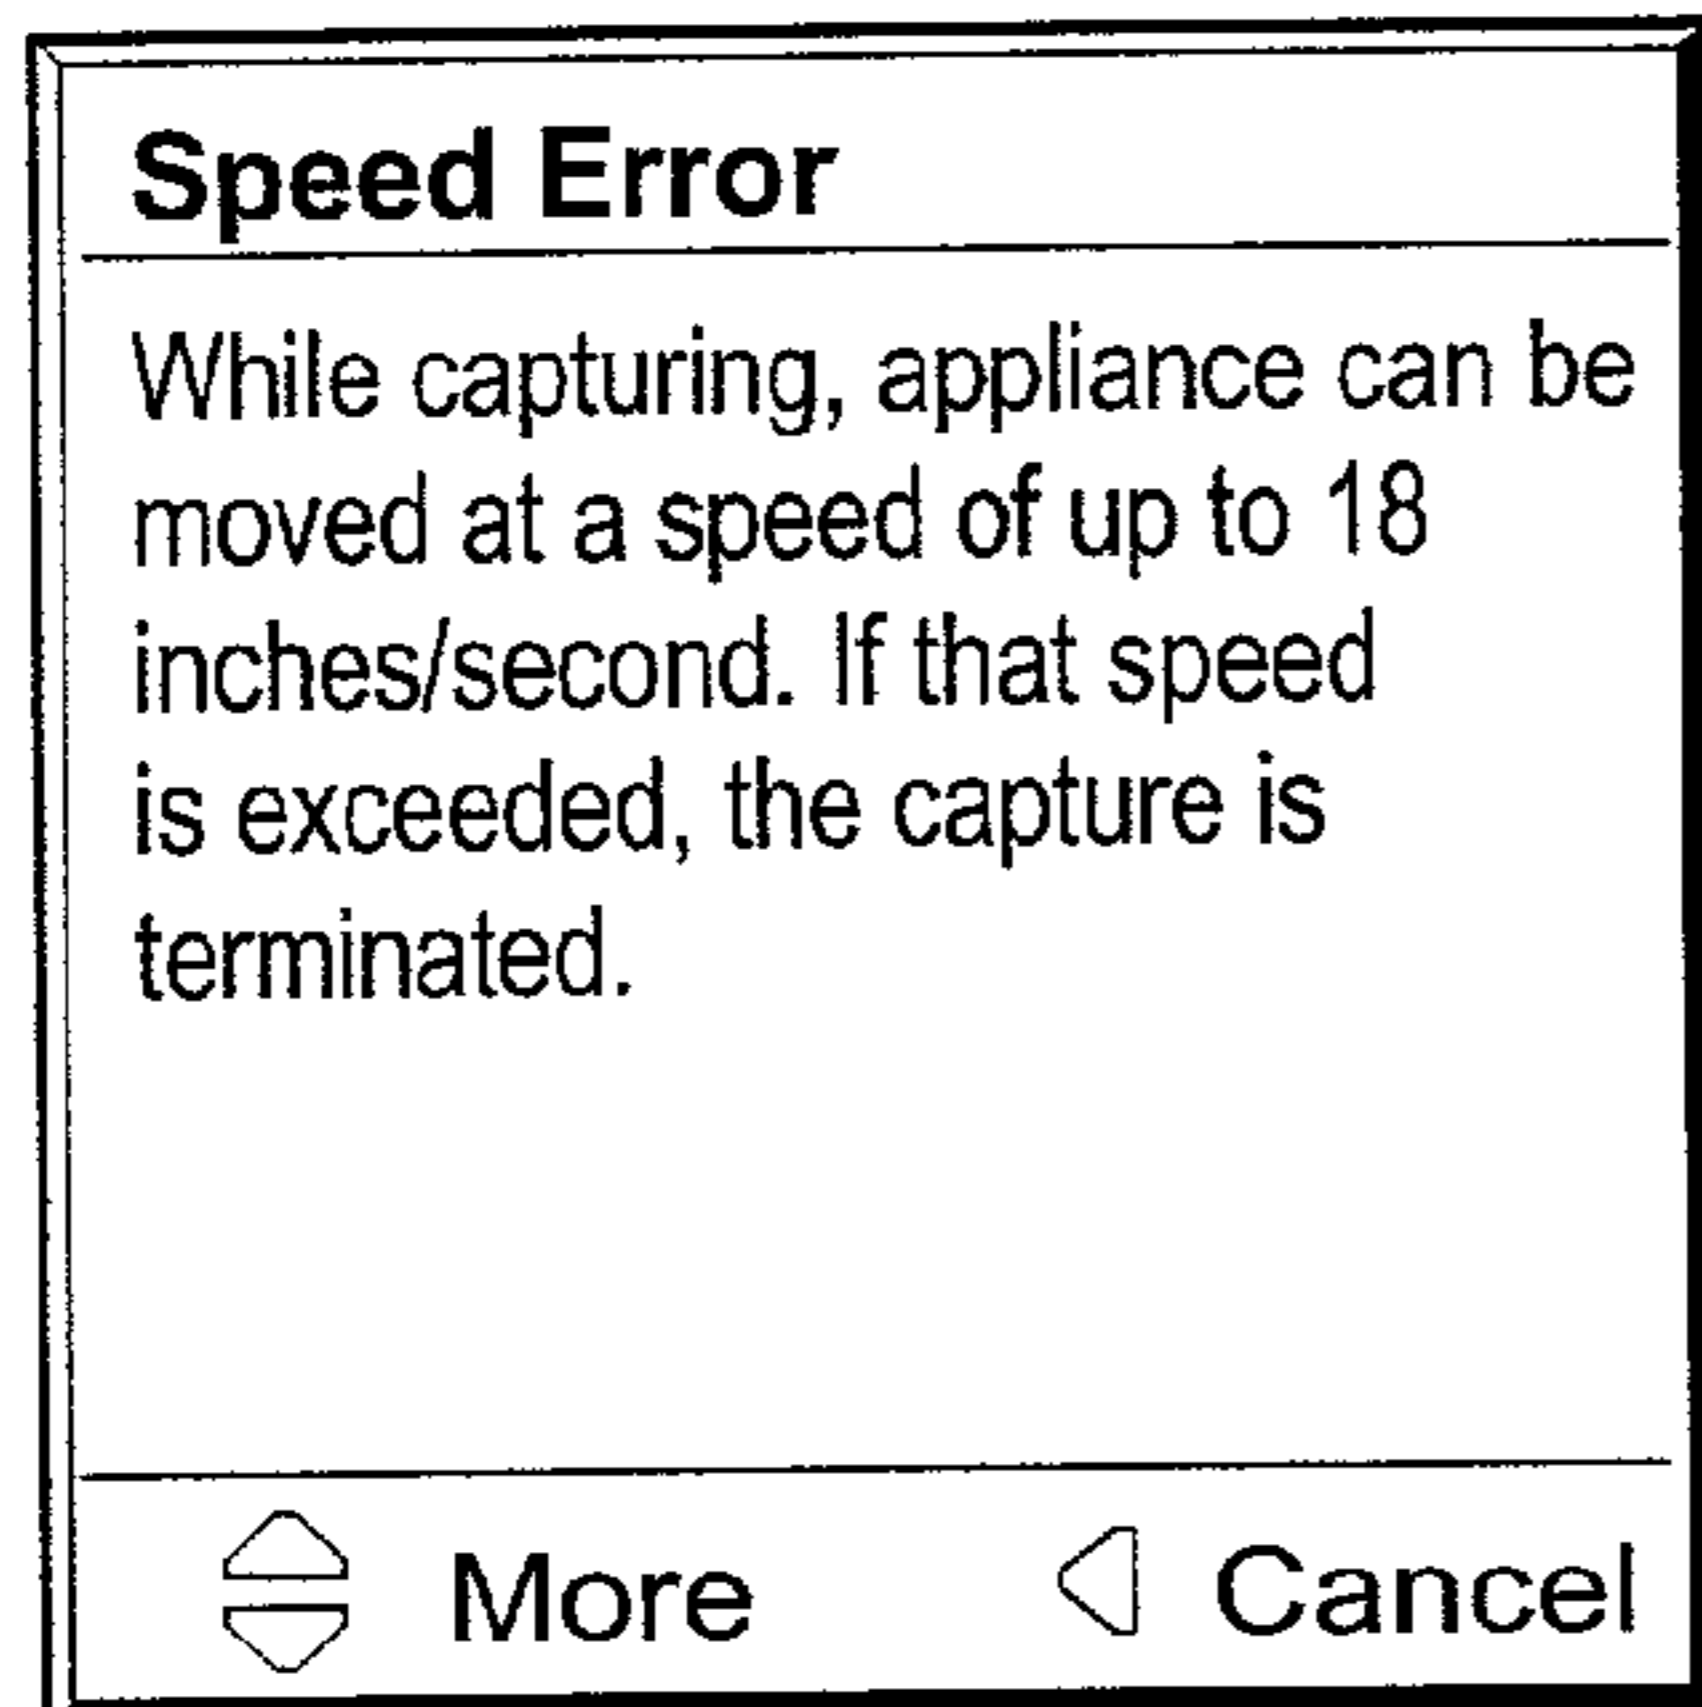 Speed Error
While capturing, appliance can be
moved at a speed of up to 18
inches/second. If that speed
is exceeded, the capture is
terminated.
More Cancel